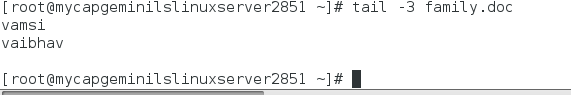 [root@mycapgeminilslinuxserver2851 ~]# tail -3 family.doc
vamsi
vaibhav
[root@mycapgeminilslinuxserver2851 ~]#